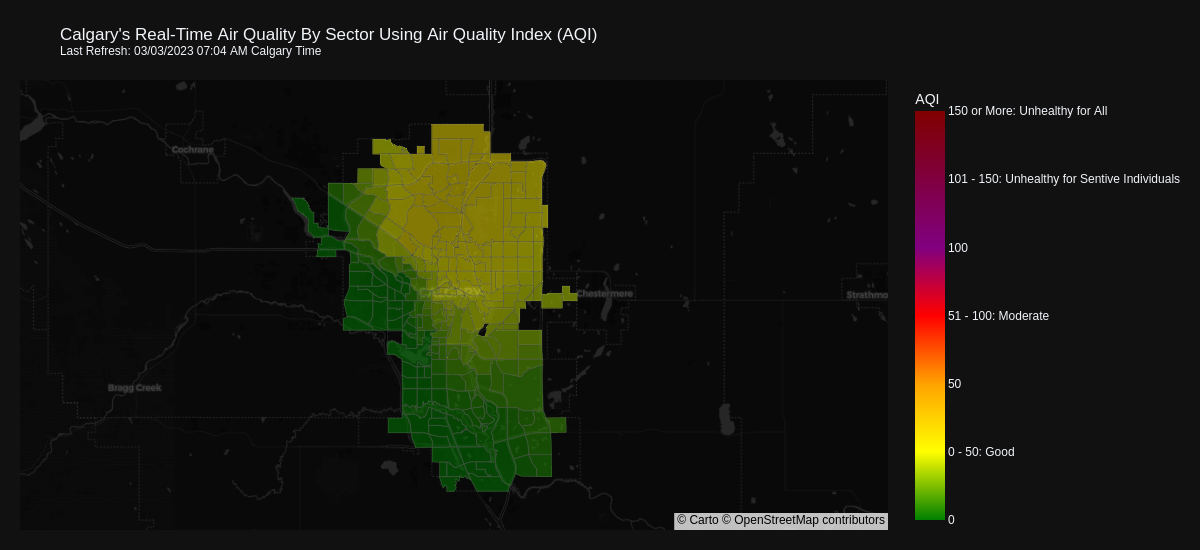 Calgary's Real-Time Air Quality By Sector Using Air Quality Index (AQI)
Last Refresh: 03/03/2023 07:04 AM Calgary Time
AQI
150 or More: Unhealthy for All
Cochrane
101 - 150: Unhealthy for Sentive Individuals
100
Chestermere
Strathmo
51 - 100: Moderate
Bragg Creek
50
0 - 50: Good
0
© Carto © OpenStreetMap contributors